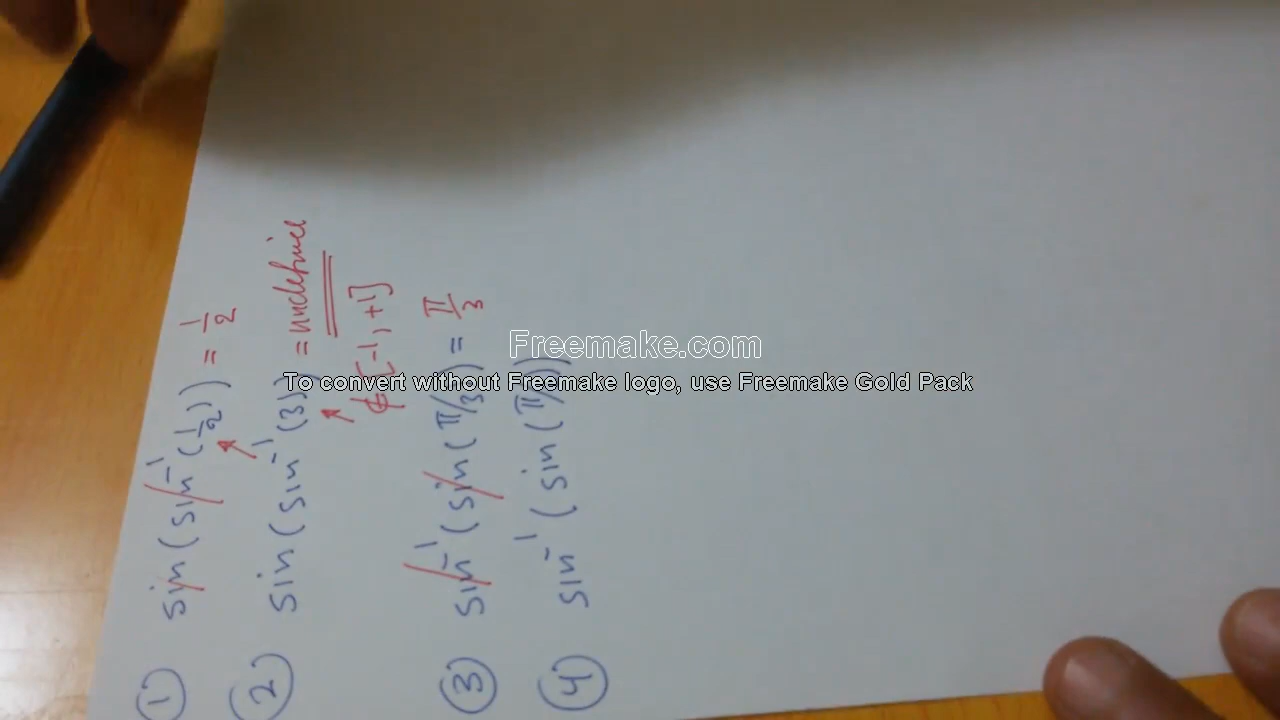 ① sin(sin⁻¹(1/2)) = 1/2
② sin(sin⁻¹(3)) = undefine
∉ [-1, +1]
③ sin⁻¹(sin(π/3)) = π/3
④ sin⁻¹(sin(π/
Freemake.com
To convert without Freemake logo, use Freemake Gold Pack